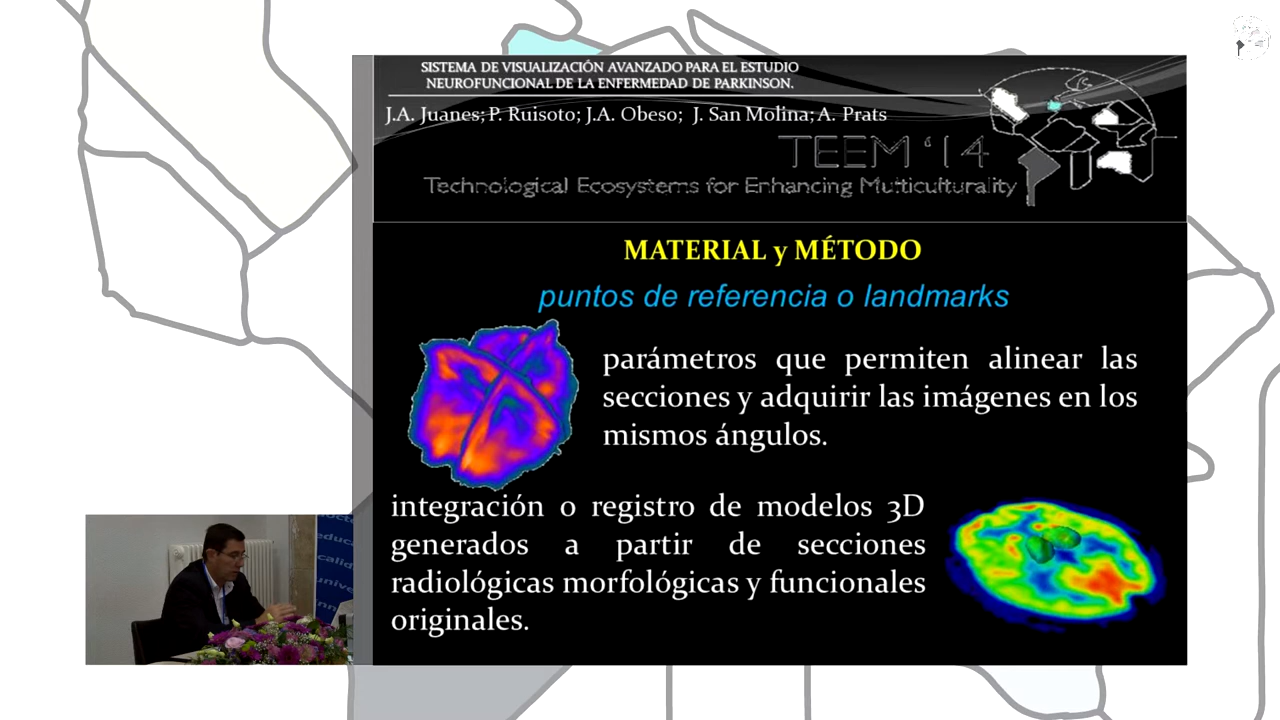 SISTEMA DE VISUALIZACIÓN AVANZADO PARA EL ESTUDIO
NEUROFUNCIONAL DE LA ENFERMEDAD DE PARKINSON.
J.A. Juanes; P. Ruisoto; J.A. Obeso; J. San Molina; A. Prats
TEEM '14
Technological Ecosystems for Enhancing Multiculturality
MATERIAL y MÉTODO
puntos de referencia o landmarks
parámetros que permiten alinear las
secciones y adquirir las imágenes en los
mismos ángulos.
integración o registro de modelos 3D
generados a partir de secciones
radiológicas morfológicas y funcionales
originales.
educa
calid
unive